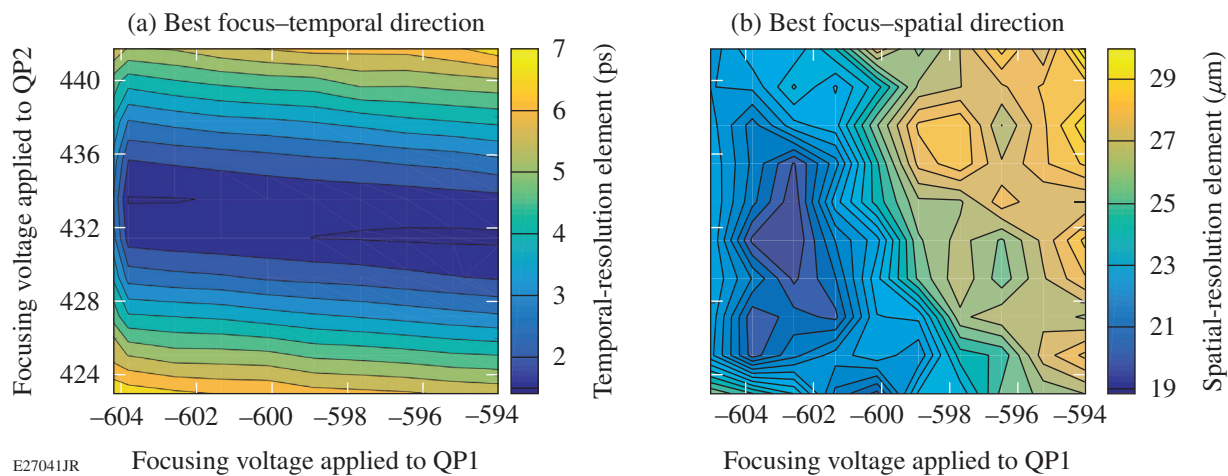 (a) Best focus–temporal direction
Focusing voltage applied to QP2
440
436
432
428
424
–604 –602 –600 –598 –596 –594
Focusing voltage applied to QP1
7
6
5
4
3
2
Temporal-resolution element (ps)
(b) Best focus–spatial direction
–604 –602 –600 –598 –596 –594
Focusing voltage applied to QP1
29
27
25
23
21
19
Spatial-resolution element (μm)
E27041JR